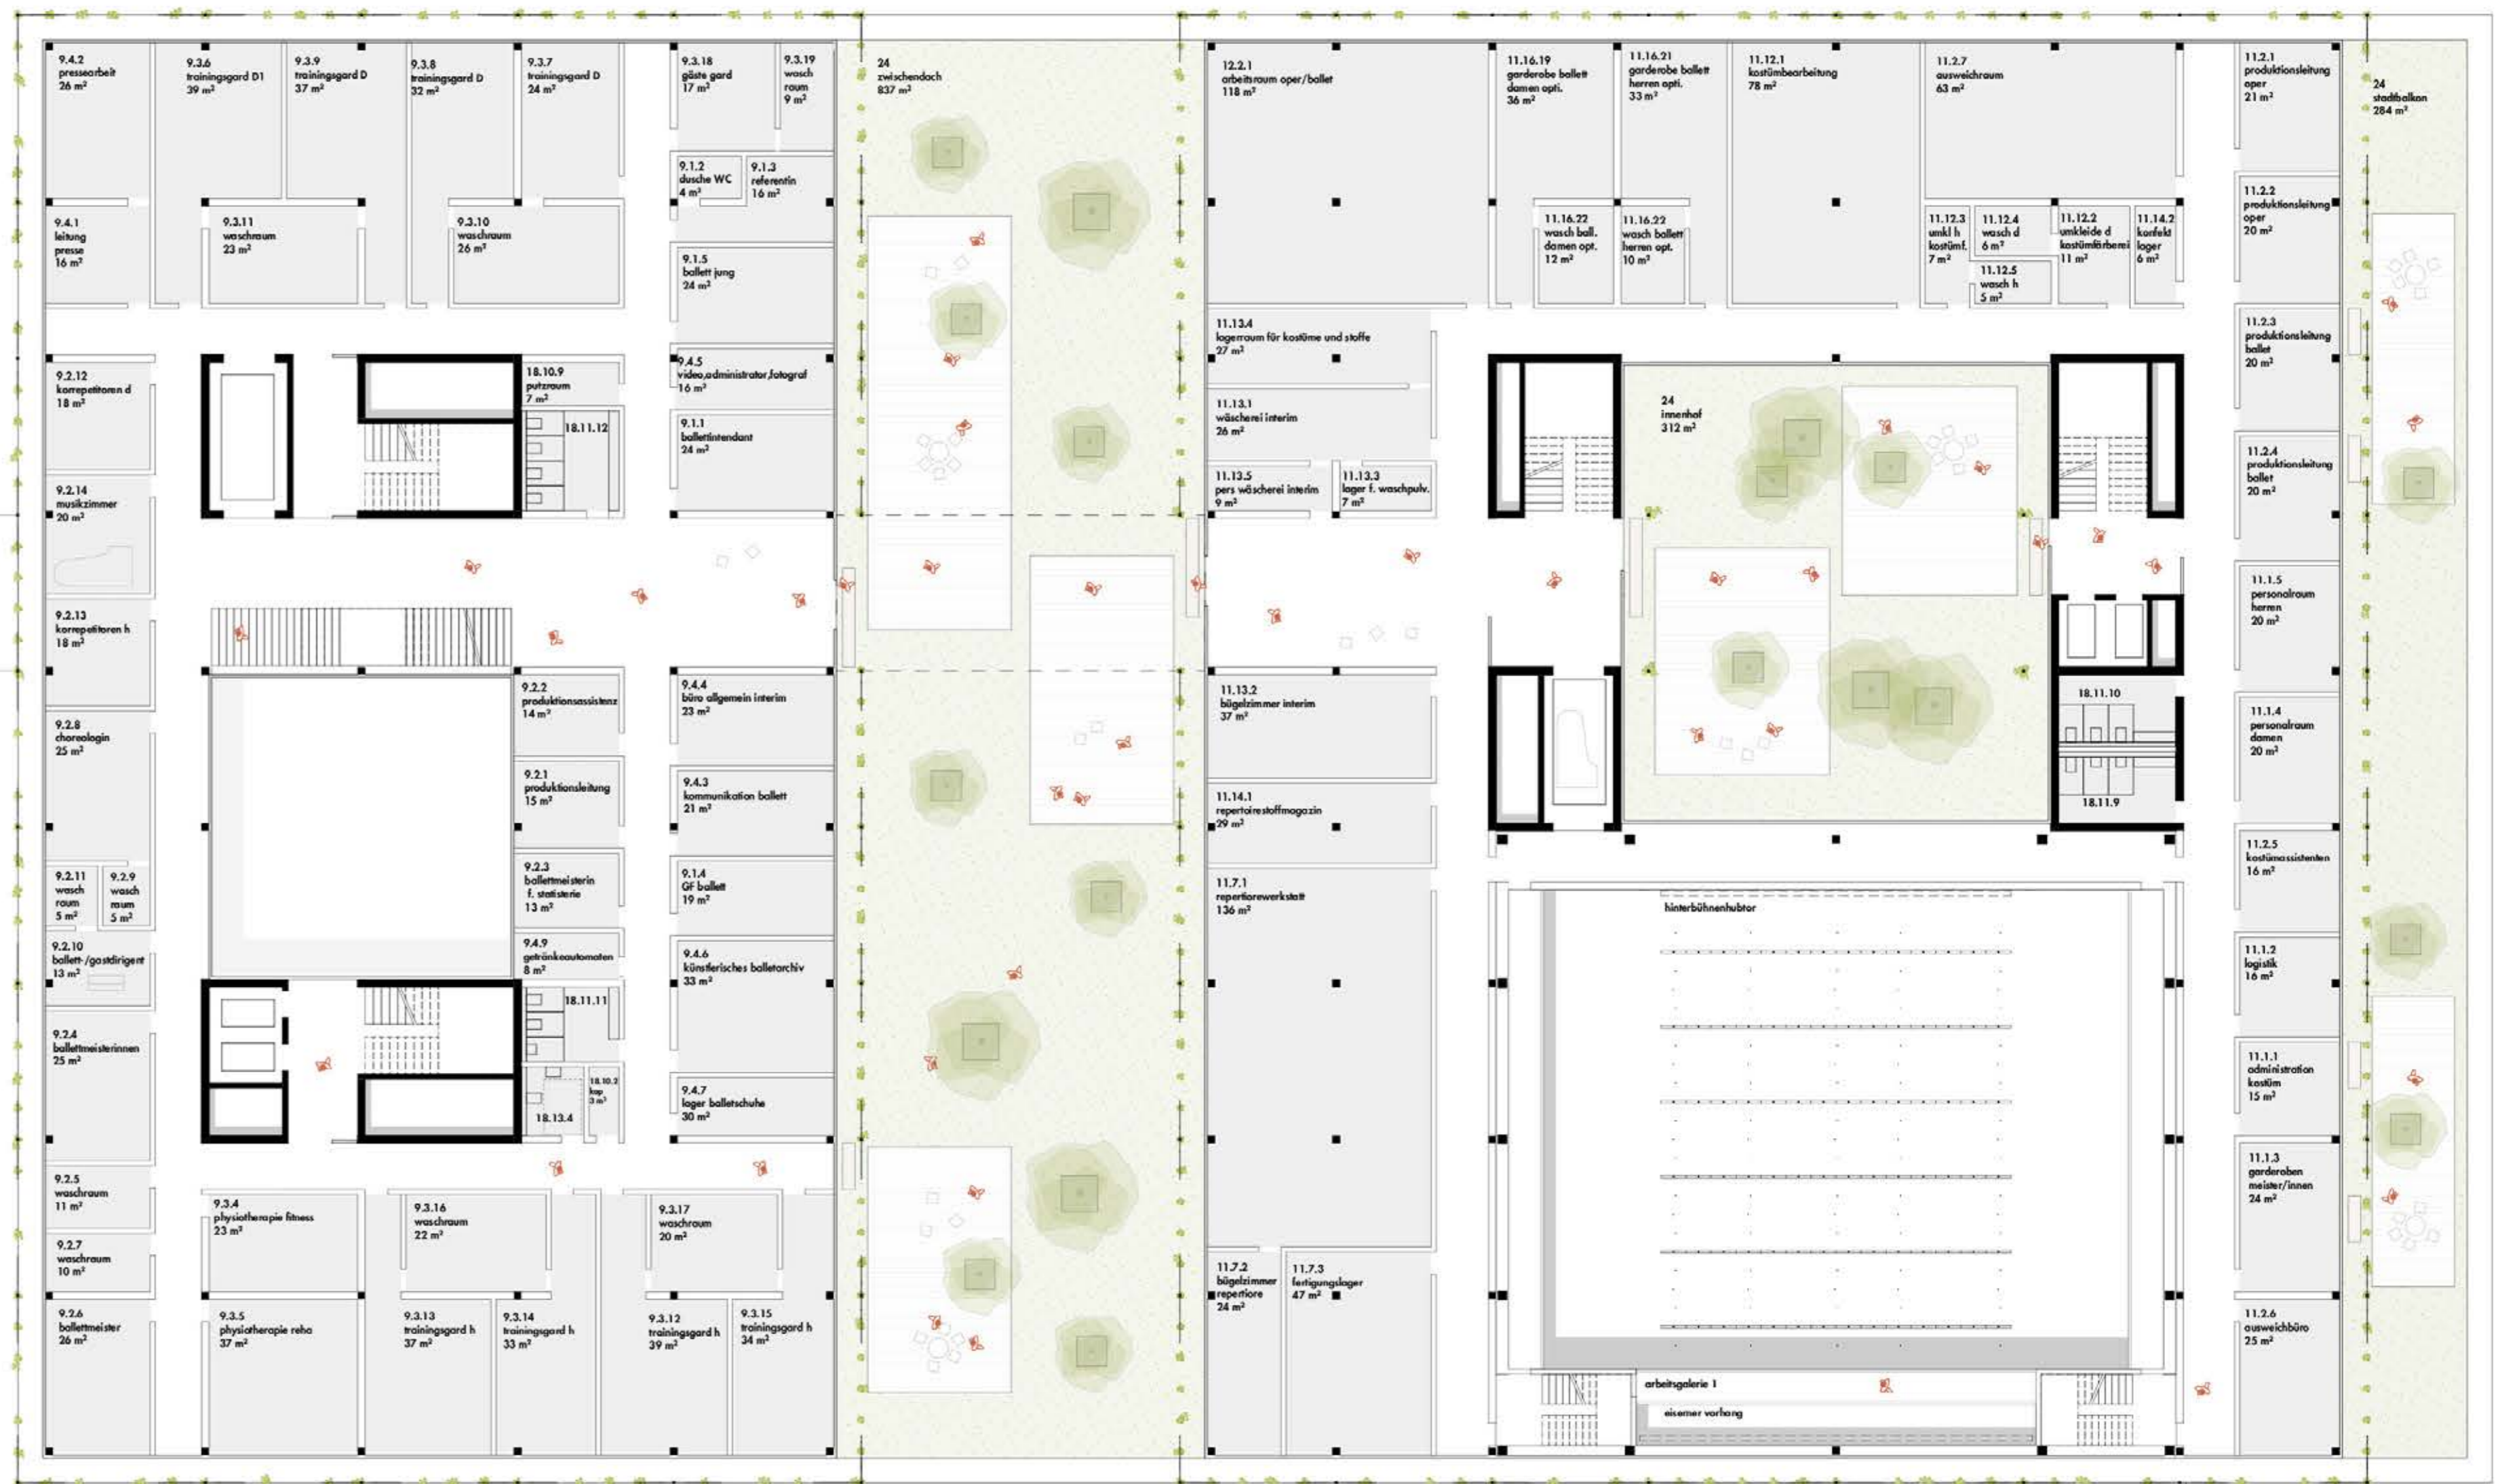 9.4.2
pressearbeit
26 m²
9.3.6
trainingsgard D1
39 m²
9.3.9
trainingsgard D
37 m²
9.3.8
trainingsgard D
32 m²
9.3.7
trainingsgard D
24 m²
9.3.18
gäste gard
17 m²
9.3.19
wasch
raum
9 m²
9.1.2
dusche WC
4 m²
9.1.3
referentin
16 m²
9.4.1
leitung
presse
16 m²
9.3.11
waschraum
23 m²
9.3.10
waschraum
26 m²
9.1.5
ballett jung
24 m²
9.4.5
video,administrator,fotograf
16 m²
9.1.1
ballettintendant
24 m²
9.2.12
korrepetitoren d
18 m²
18.10.9
putzraum
7 m²
18.11.12
9.2.14
musikzimmer
20 m²
9.2.13
korrepetitoren h
18 m²
9.2.8
choreologin
25 m²
9.2.2
produktionsassistenz
14 m²
9.2.1
produktionsleitung
15 m²
9.2.3
ballettmeisterin
f. statisterie
13 m²
9.4.9
getränkeautomaten
8 m²
9.4.4
büro allgemein interim
23 m²
9.4.3
kommunikation ballett
21 m²
9.1.4
GF ballett
19 m²
9.4.6
künstlerisches balletarchiv
33 m²
9.4.7
lager balletschuhe
30 m²
9.2.11
wasch
raum
5 m²
9.2.9
wasch
raum
5 m²
9.2.10
ballett-/gastdirigent
13 m²
9.2.4
ballettmeisterinnen
25 m²
18.11.11
18.10.2
kop
3 m²
18.13.4
9.2.5
waschraum
11 m²
9.2.7
waschraum
10 m²
9.2.6
ballettmeister
26 m²
9.3.4
physiotherapie fitness
23 m²
9.3.16
waschraum
22 m²
9.3.17
waschraum
20 m²
9.3.5
physiotherapie reha
37 m²
9.3.13
trainingsgard h
37 m²
9.3.14
trainingsgard h
33 m²
9.3.12
trainingsgard h
39 m²
9.3.15
trainingsgard h
34 m²
24
zwischendach
837 m²
12.2.1
arbeitsraum oper/ballet
118 m²
11.16.19
garderobe ballett
damen opti.
36 m²
11.16.21
garderobe ballett
herren opti.
33 m²
11.12.1
kostümbearbeitung
78 m²
11.2.7
ausweichraum
63 m²
11.16.22
wasch ball.
damen opt.
12 m²
11.16.22
wasch ballett
herren opt.
10 m²
11.12.3
umkl h
kostümf.
7 m²
11.12.4
wasch d
6 m²
11.12.5
wasch h
5 m²
11.12.2
umkleide d
kostümfärberei
11 m²
11.14.2
konfekt
lager
6 m²
11.13.4
lagerraum für kostüme und stoffe
27 m²
11.13.1
wäscherei interim
26 m²
11.13.5
pers wäscherei interim
9 m²
11.13.3
lager f. waschpulv.
7 m²
24
innenhof
312 m²
11.13.2
bügelzimmer interim
37 m²
11.14.1
repertoirestoffmagazin
29 m²
11.7.1
repertiorewerkstatt
136 m²
11.7.2
bügelzimmer
repertiore
24 m²
11.7.3
fertigungslager
47 m²
18.11.10
18.11.9
hinterbühnenhubtor
arbeitsgalerie 1
eiserner vorhang
11.2.1
produktionsleitung
oper
21 m²
11.2.2
produktionsleitung
oper
20 m²
11.2.3
produktionsleitung
ballet
20 m²
11.2.4
produktionsleitung
ballet
20 m²
11.1.5
personalraum
herren
20 m²
11.1.4
personalraum
damen
20 m²
11.2.5
kostümassistenten
16 m²
11.1.2
logistik
16 m²
11.1.1
administration
kostüm
15 m²
11.1.3
garderoben
meister/innen
24 m²
11.2.6
ausweichbüro
25 m²
24
stadtbalkon
284 m²